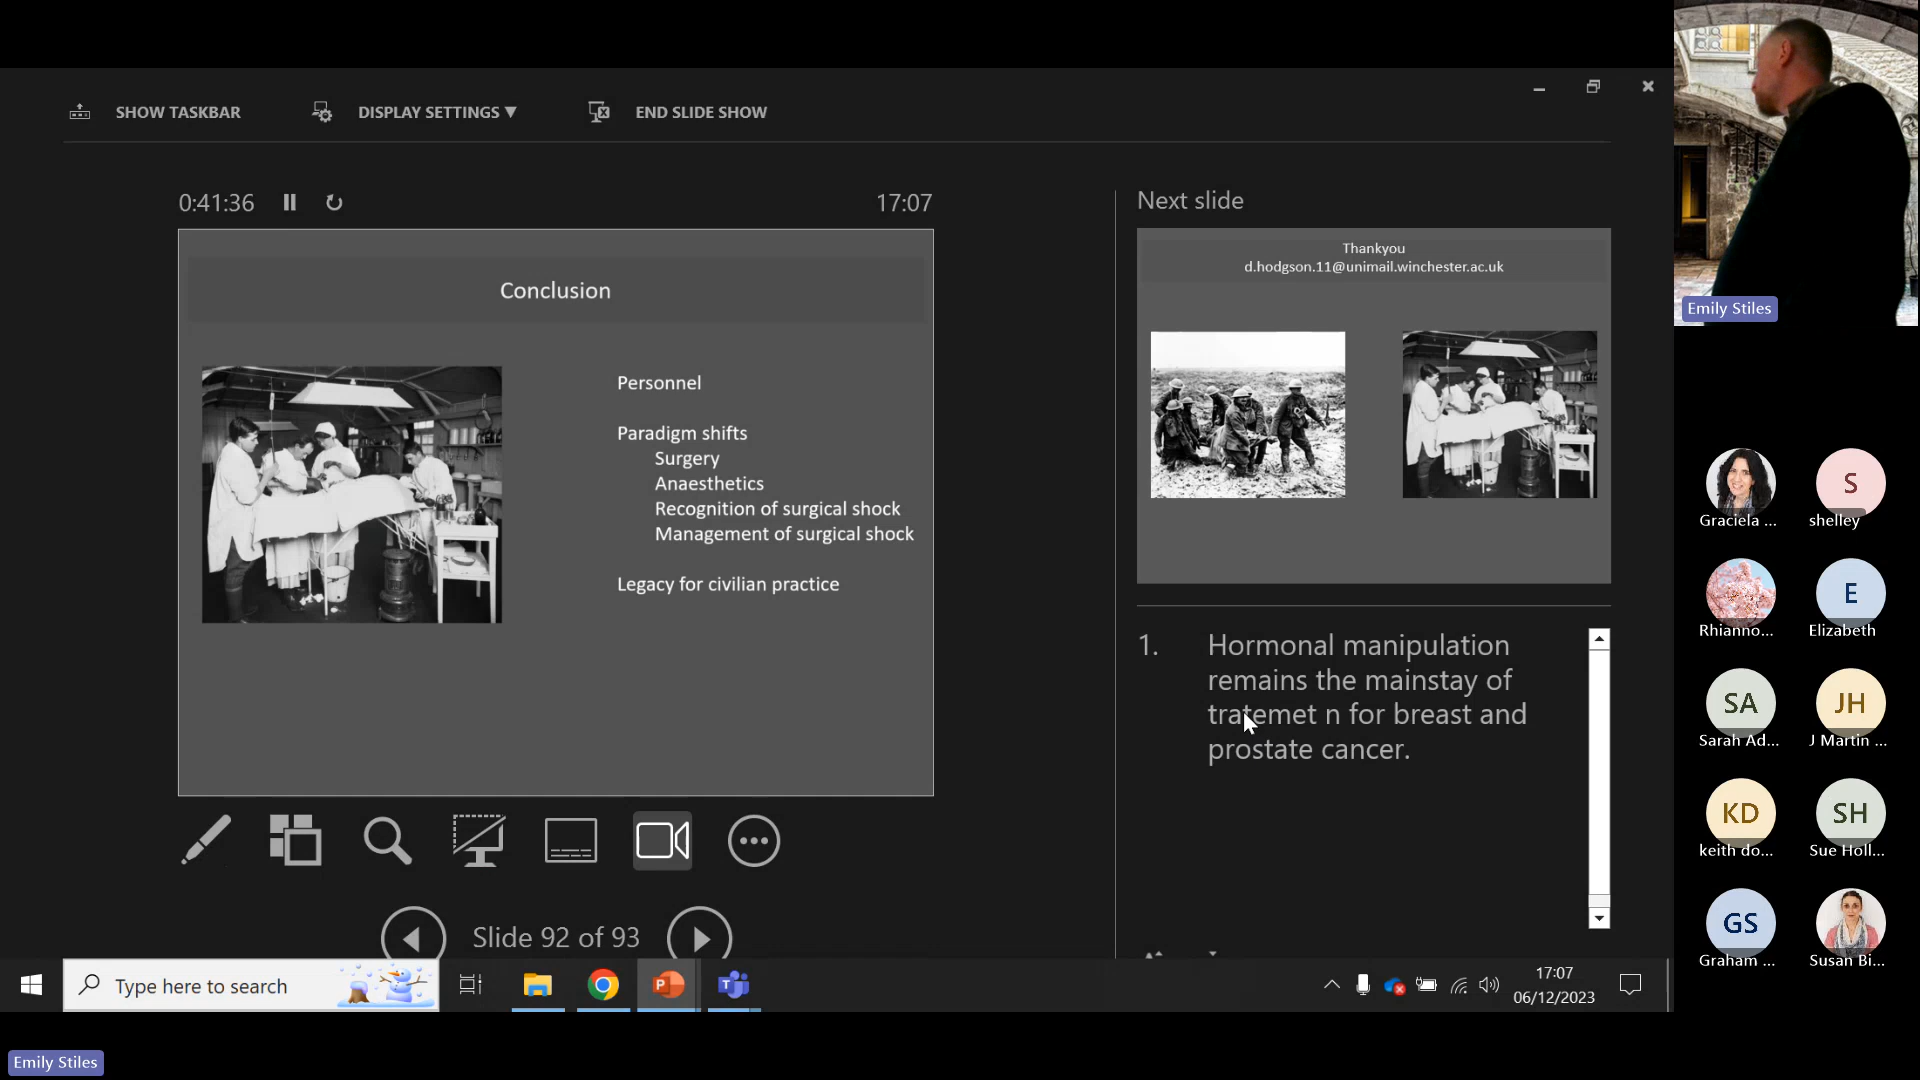 SHOW TASKBAR
DISPLAY SETTINGS ▼
END SLIDE SHOW
0:41:36
17:07
Conclusion
Personnel
Paradigm shifts
Surgery
Anaesthetics
Recognition of surgical shock
Management of surgical shock
Legacy for civilian practice
Slide 92 of 93
Next slide
Thankyou
d.hodgson.11@unimail.winchester.ac.uk
1. Hormonal manipulation
remains the mainstay of
tratemet n for breast and
prostate cancer.
Emily Stiles
Graciela ...
S
shelley
Rhianno...
E
Elizabeth
SA
Sarah Ad...
JH
J Martin ...
KD
keith do...
SH
Sue Holl...
GS
Graham ...
Susan Bi...
Type here to search
17:07
06/12/2023
Emily Stiles